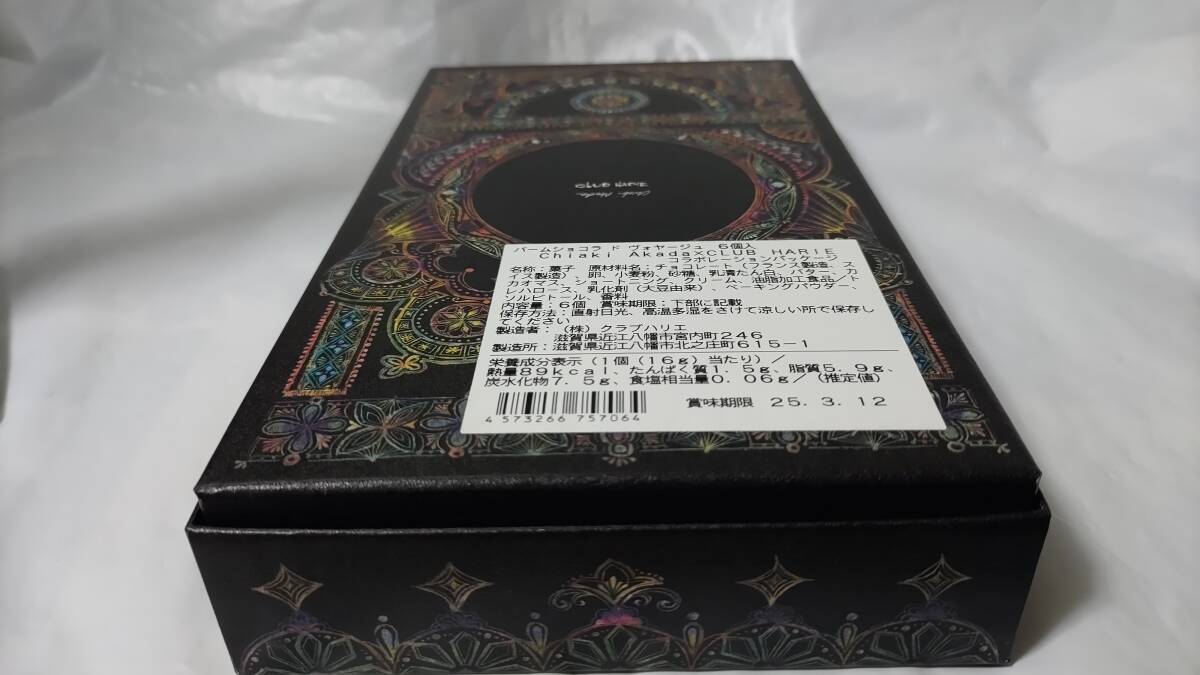 Chiaki Akada
CLUB HARIE
バームショコラ ド ヴォヤージュ 6個入
Chiaki Akada×CLUB HARIE
コラボレーションパッケージ
名称:菓子 原材料名:チョコレート(フランス製造、ス
イス製造)、卵、小麦粉、砂糖、乳清たん白、バター、カ
カオマス、ショートニング、クリーム、油脂加工食品/ト
レハロース、乳化剤(大豆由来)、ベーキングパウダー、
ソルビトール、香料
内容量:6個 賞味期限:下部に記載
保存方法:直射日光、高温多湿をさけて涼しい所で保存し
てください
製造者:(株)クラブハリエ
滋賀県近江八幡市宮内町246
製造所:滋賀県近江八幡市北之庄町615-1
栄養成分表示(1個(16g)当たり)/
熱量89kcal、たんぱく質1.5g、脂質5.9g、
炭水化物7.5g、食塩相当量0.06g/(推定値)
4 573266 757064
賞味期限 25.3.12